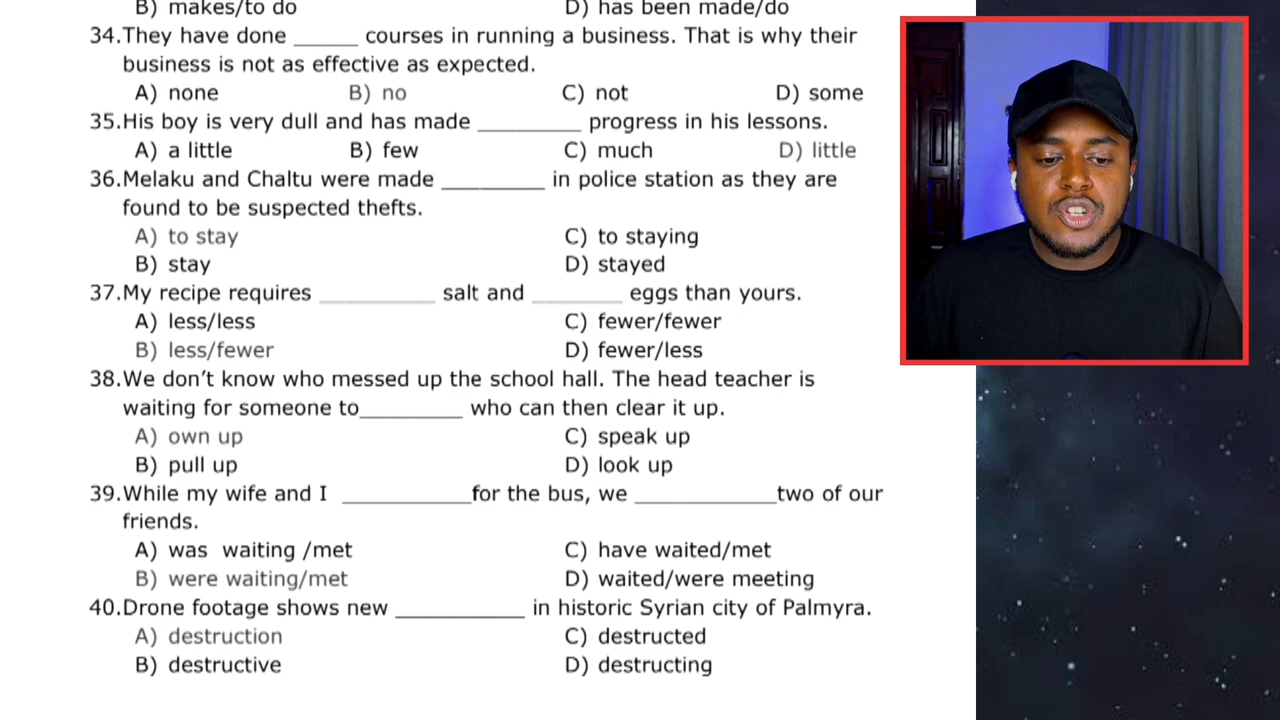 B) makes/to do D) has been made/do
34.They have done ______ courses in running a business. That is why their
business is not as effective as expected.
A) none B) no C) not D) some
35.His boy is very dull and has made _________ progress in his lessons.
A) a little B) few C) much D) little
36.Melaku and Chaltu were made _________ in police station as they are
found to be suspected thefts.
A) to stay C) to staying
B) stay D) stayed
37.My recipe requires __________ salt and ________ eggs than yours.
A) less/less C) fewer/fewer
B) less/fewer D) fewer/less
38.We don't know who messed up the school hall. The head teacher is
waiting for someone to_________ who can then clear it up.
A) own up C) speak up
B) pull up D) look up
39.While my wife and I ___________for the bus, we ____________two of our
friends.
A) was waiting /met C) have waited/met
B) were waiting/met D) waited/were meeting
40.Drone footage shows new ___________ in historic Syrian city of Palmyra.
A) destruction C) destructed
B) destructive D) destructing